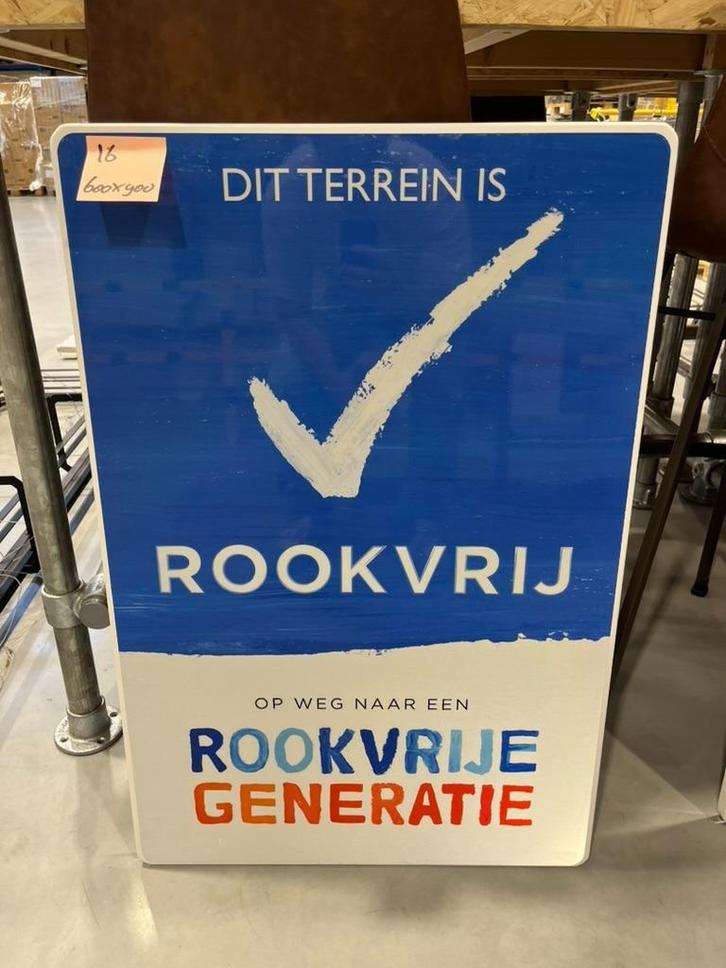 16
600x900
DIT TERREIN IS
ROOKVRIJ
OP WEG NAAR EEN
ROOKVRIJE
GENERATIE